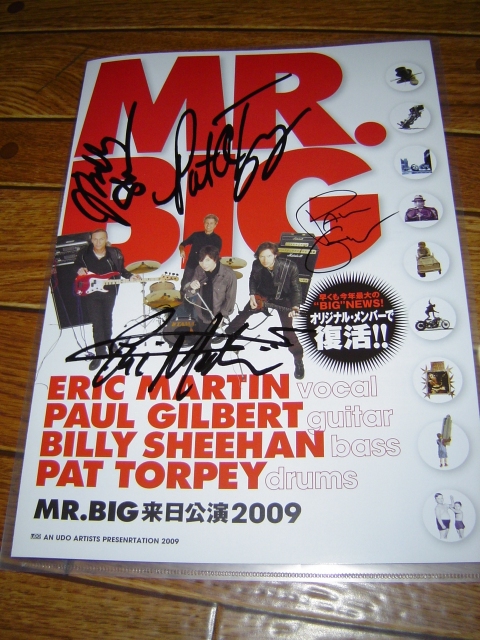 MR.
BIG
早くも今年最大の
"BIG"NEWS!
オリジナル・メンバーで
復活!!
ERIC MARTIN vocal
PAUL GILBERT guitar
BILLY SHEEHAN bass
PAT TORPEY drums
MR.BIG 来日公演2009
AN UDO ARTISTS PRESENRTATION 2009